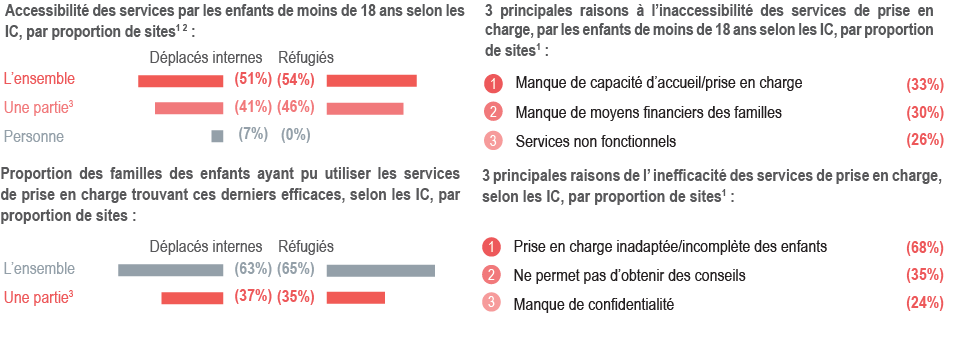 Accessibilité des services par les enfants de moins de 18 ans selon les
IC, par proportion de sites¹ ² :
Déplacés internes Réfugiés
L'ensemble (51%) (54%)
Une partie³ (41%) (46%)
Personne (7%) (0%)
3 principales raisons à l'inaccessibilité des services de prise en
charge, par les enfants de moins de 18 ans selon les IC, par proportion
de sites¹ :
1 Manque de capacité d'accueil/prise en charge (33%)
2 Manque de moyens financiers des familles (30%)
3 Services non fonctionnels (26%)
Proportion des familles des enfants ayant pu utiliser les services
de prise en charge trouvant ces derniers efficaces, selon les IC, par
proportion de sites :
Déplacés internes Réfugiés
L'ensemble (63%) (65%)
Une partie³ (37%) (35%)
3 principales raisons de l' inefficacité des services de prise en charge,
selon les IC, par proportion de sites¹ :
1 Prise en charge inadaptée/incomplète des enfants (68%)
2 Ne permet pas d'obtenir des conseils (35%)
3 Manque de confidentialité (24%)